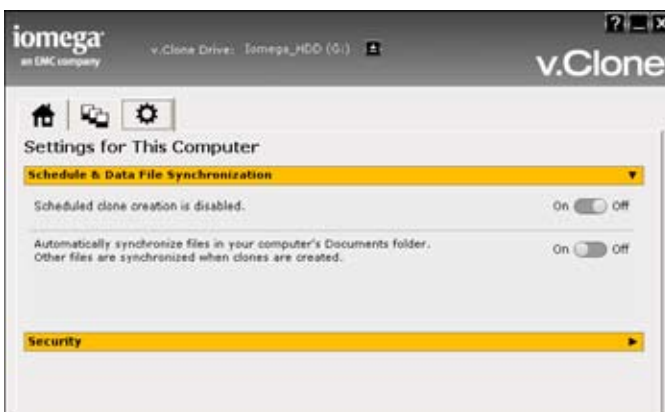 iomega
an EMC company
v.Clone Drive: Iomega_HDD (G:)
?
v.Clone
Settings for This Computer
Schedule & Data File Synchronization
Scheduled clone creation is disabled.
On Off
Automatically synchronize files in your computer's Documents folder.
Other files are synchronized when clones are created.
On Off
Security